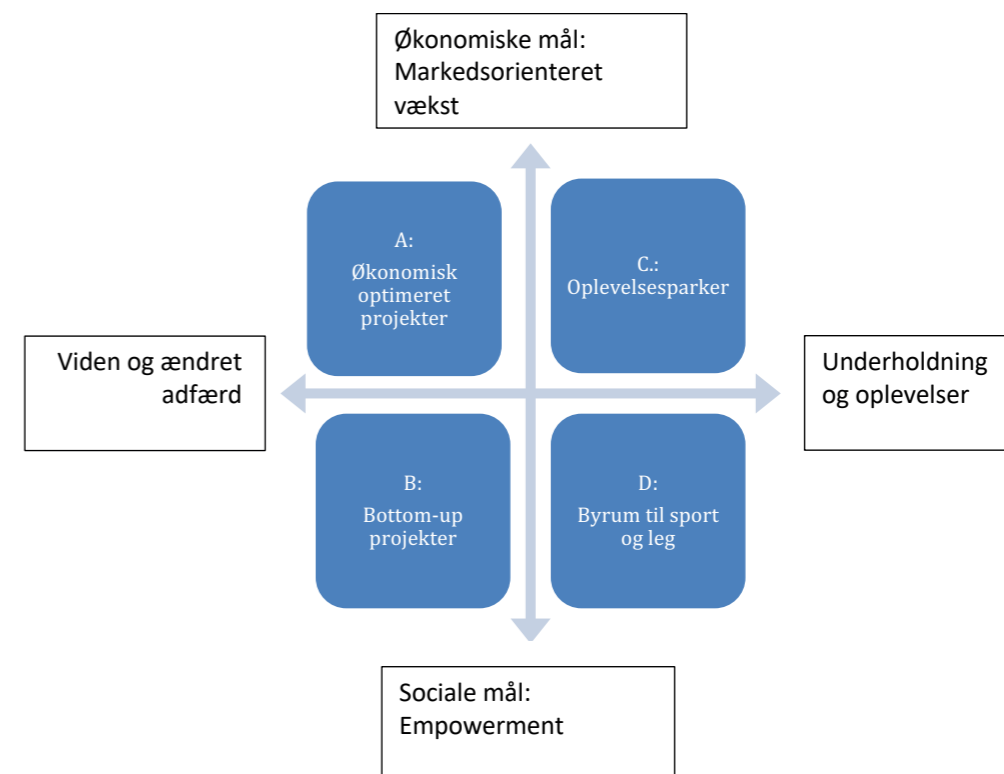 Økonomiske mål:
Markedsorienteret
vækst
A:
Økonomisk
optimeret
projekter
C.:
Oplevelsesparker
Viden og ændret
adfærd
Underholdning
og oplevelser
B:
Bottom-up
projekter
D:
Byrum til sport
og leg
Sociale mål:
Empowerment